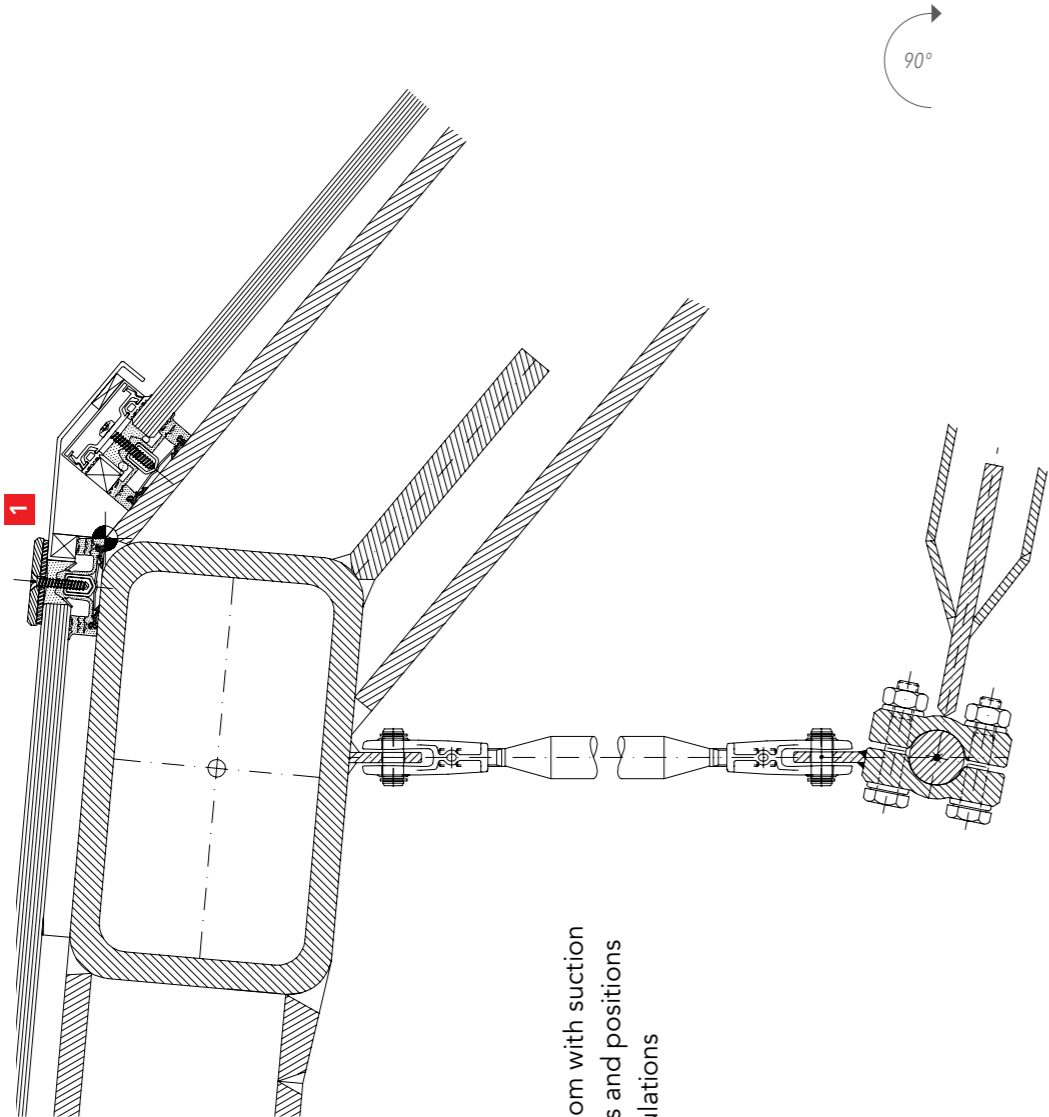 90°
1
om with suction
s and positions
ulations